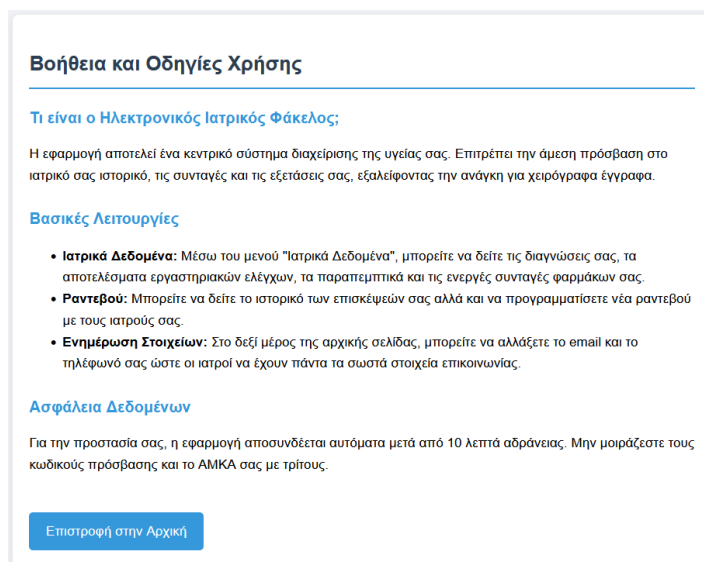 Βοήθεια και Οδηγίες Χρήσης
Τι είναι ο Ηλεκτρονικός Ιατρικός Φάκελος;
Η εφαρμογή αποτελεί ένα κεντρικό σύστημα διαχείρισης της υγείας σας. Επιτρέπει την άμεση πρόσβαση στο
ιατρικό σας ιστορικό, τις συνταγές και τις εξετάσεις σας, εξαλείφοντας την ανάγκη για χειρόγραφα έγγραφα.
Βασικές Λειτουργίες
• Ιατρικά Δεδομένα: Μέσω του μενού "Ιατρικά Δεδομένα", μπορείτε να δείτε τις διαγνώσεις σας, τα
αποτελέσματα εργαστηριακών ελέγχων, τα παραπεμπτικά και τις ενεργές συνταγές φαρμάκων σας.
• Ραντεβού: Μπορείτε να δείτε το ιστορικό των επισκέψεών σας αλλά και να προγραμματίσετε νέα ραντεβού
με τους ιατρούς σας.
• Ενημέρωση Στοιχείων: Στο δεξί μέρος της αρχικής σελίδας, μπορείτε να αλλάξετε το email και το
τηλέφωνό σας ώστε οι ιατροί να έχουν πάντα τα σωστά στοιχεία επικοινωνίας.
Ασφάλεια Δεδομένων
Για την προστασία σας, η εφαρμογή αποσυνδέεται αυτόματα μετά από 10 λεπτά αδράνειας. Μην μοιράζεστε τους
κωδικούς πρόσβασης και το ΑΜΚΑ σας με τρίτους.
Επιστροφή στην Αρχική